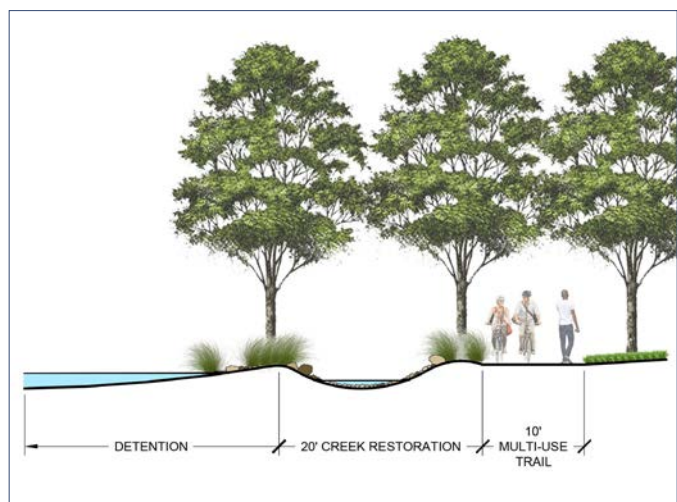 DETENTION
20' CREEK RESTORATION
10'
MULTI-USE
TRAIL